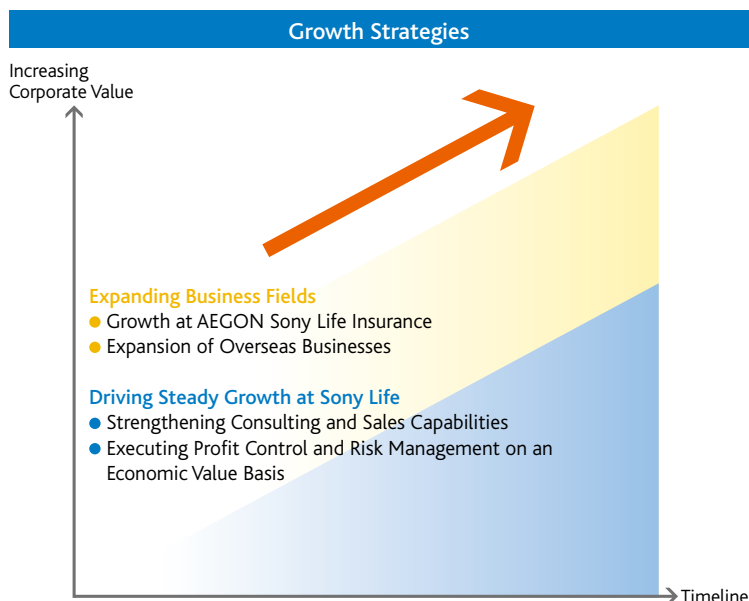 Growth Strategies
Increasing
Corporate Value
Expanding Business Fields
● Growth at AEGON Sony Life Insurance
● Expansion of Overseas Businesses
Driving Steady Growth at Sony Life
● Strengthening Consulting and Sales Capabilities
● Executing Profit Control and Risk Management on an
Economic Value Basis
Timeline